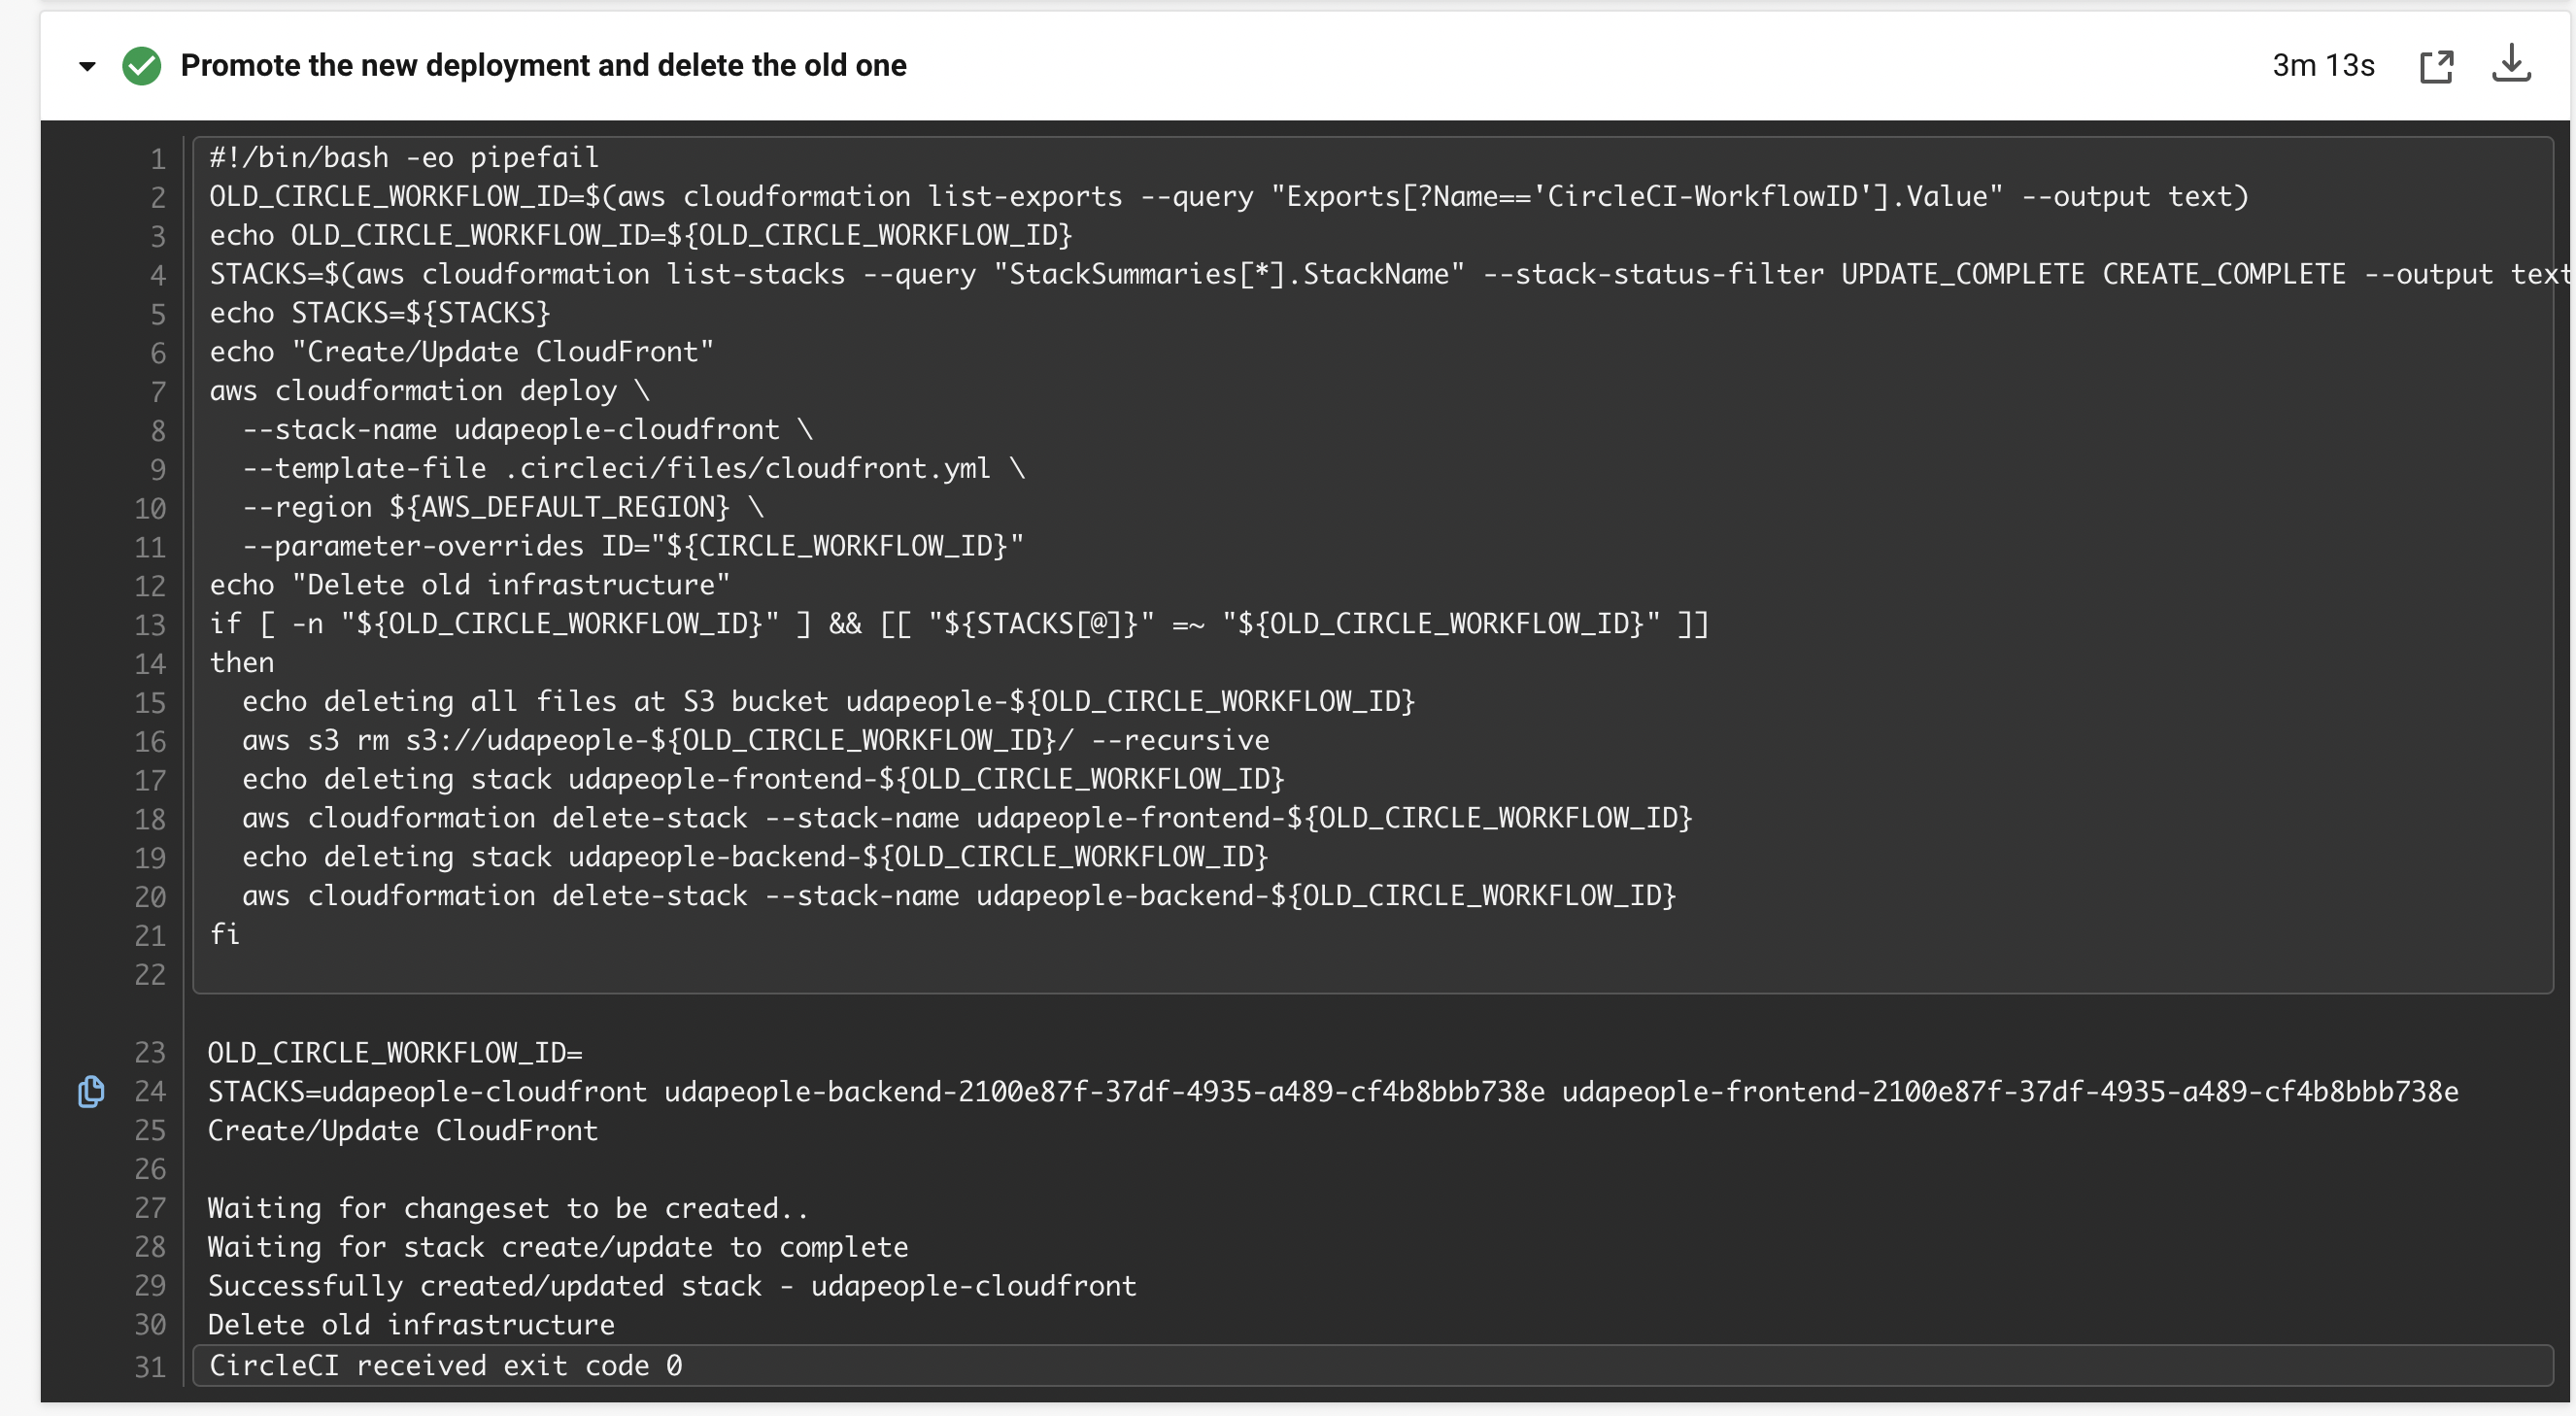 Promote the new deployment and delete the old one
3m 13s
1 #!/bin/bash -eo pipefail
2 OLD_CIRCLE_WORKFLOW_ID=$(aws cloudformation list-exports --query "Exports[?Name=='CircleCI-WorkflowID'].Value" --output text)
3 echo OLD_CIRCLE_WORKFLOW_ID=${OLD_CIRCLE_WORKFLOW_ID}
4 STACKS=$(aws cloudformation list-stacks --query "StackSummaries[*].StackName" --stack-status-filter UPDATE_COMPLETE CREATE_COMPLETE --output text
5 echo STACKS=${STACKS}
6 echo "Create/Update CloudFront"
7 aws cloudformation deploy \
8   --stack-name udapeople-cloudfront \
9   --template-file .circleci/files/cloudfront.yml \
10   --region ${AWS_DEFAULT_REGION} \
11   --parameter-overrides ID="${CIRCLE_WORKFLOW_ID}"
12 echo "Delete old infrastructure"
13 if [ -n "${OLD_CIRCLE_WORKFLOW_ID}" ] && [[ "${STACKS[@]}" =~ "${OLD_CIRCLE_WORKFLOW_ID}" ]]
14 then
15   echo deleting all files at S3 bucket udapeople-${OLD_CIRCLE_WORKFLOW_ID}
16   aws s3 rm s3://udapeople-${OLD_CIRCLE_WORKFLOW_ID}/ --recursive
17   echo deleting stack udapeople-frontend-${OLD_CIRCLE_WORKFLOW_ID}
18   aws cloudformation delete-stack --stack-name udapeople-frontend-${OLD_CIRCLE_WORKFLOW_ID}
19   echo deleting stack udapeople-backend-${OLD_CIRCLE_WORKFLOW_ID}
20   aws cloudformation delete-stack --stack-name udapeople-backend-${OLD_CIRCLE_WORKFLOW_ID}
21 fi
22
23 OLD_CIRCLE_WORKFLOW_ID=
24 STACKS=udapeople-cloudfront udapeople-backend-2100e87f-37df-4935-a489-cf4b8bbb738e udapeople-frontend-2100e87f-37df-4935-a489-cf4b8bbb738e
25 Create/Update CloudFront
26
27 Waiting for changeset to be created..
28 Waiting for stack create/update to complete
29 Successfully created/updated stack - udapeople-cloudfront
30 Delete old infrastructure
31 CircleCI received exit code 0